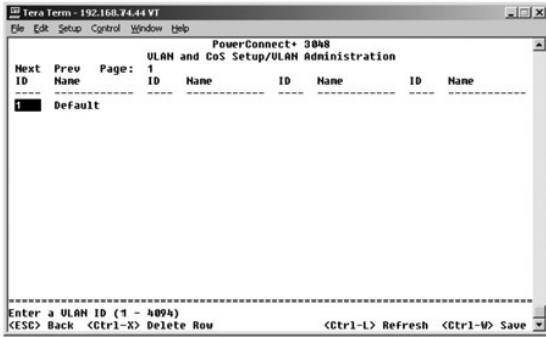 Tera Term - 192.168.74.44 VT
File Edit Setup Control Window Help
PowerConnect+ 3048
VLAN and CoS Setup/VLAN Administration
Next Prev Page: 1
ID Name ID Name ID Name ID Name
---- ------------ ---- ------------ ---- ------------ ---- ------------
1 Default
Enter a VLAN ID (1 - 4094)
<ESC> Back <Ctrl-X> Delete Row <Ctrl-L> Refresh <Ctrl-W> Save